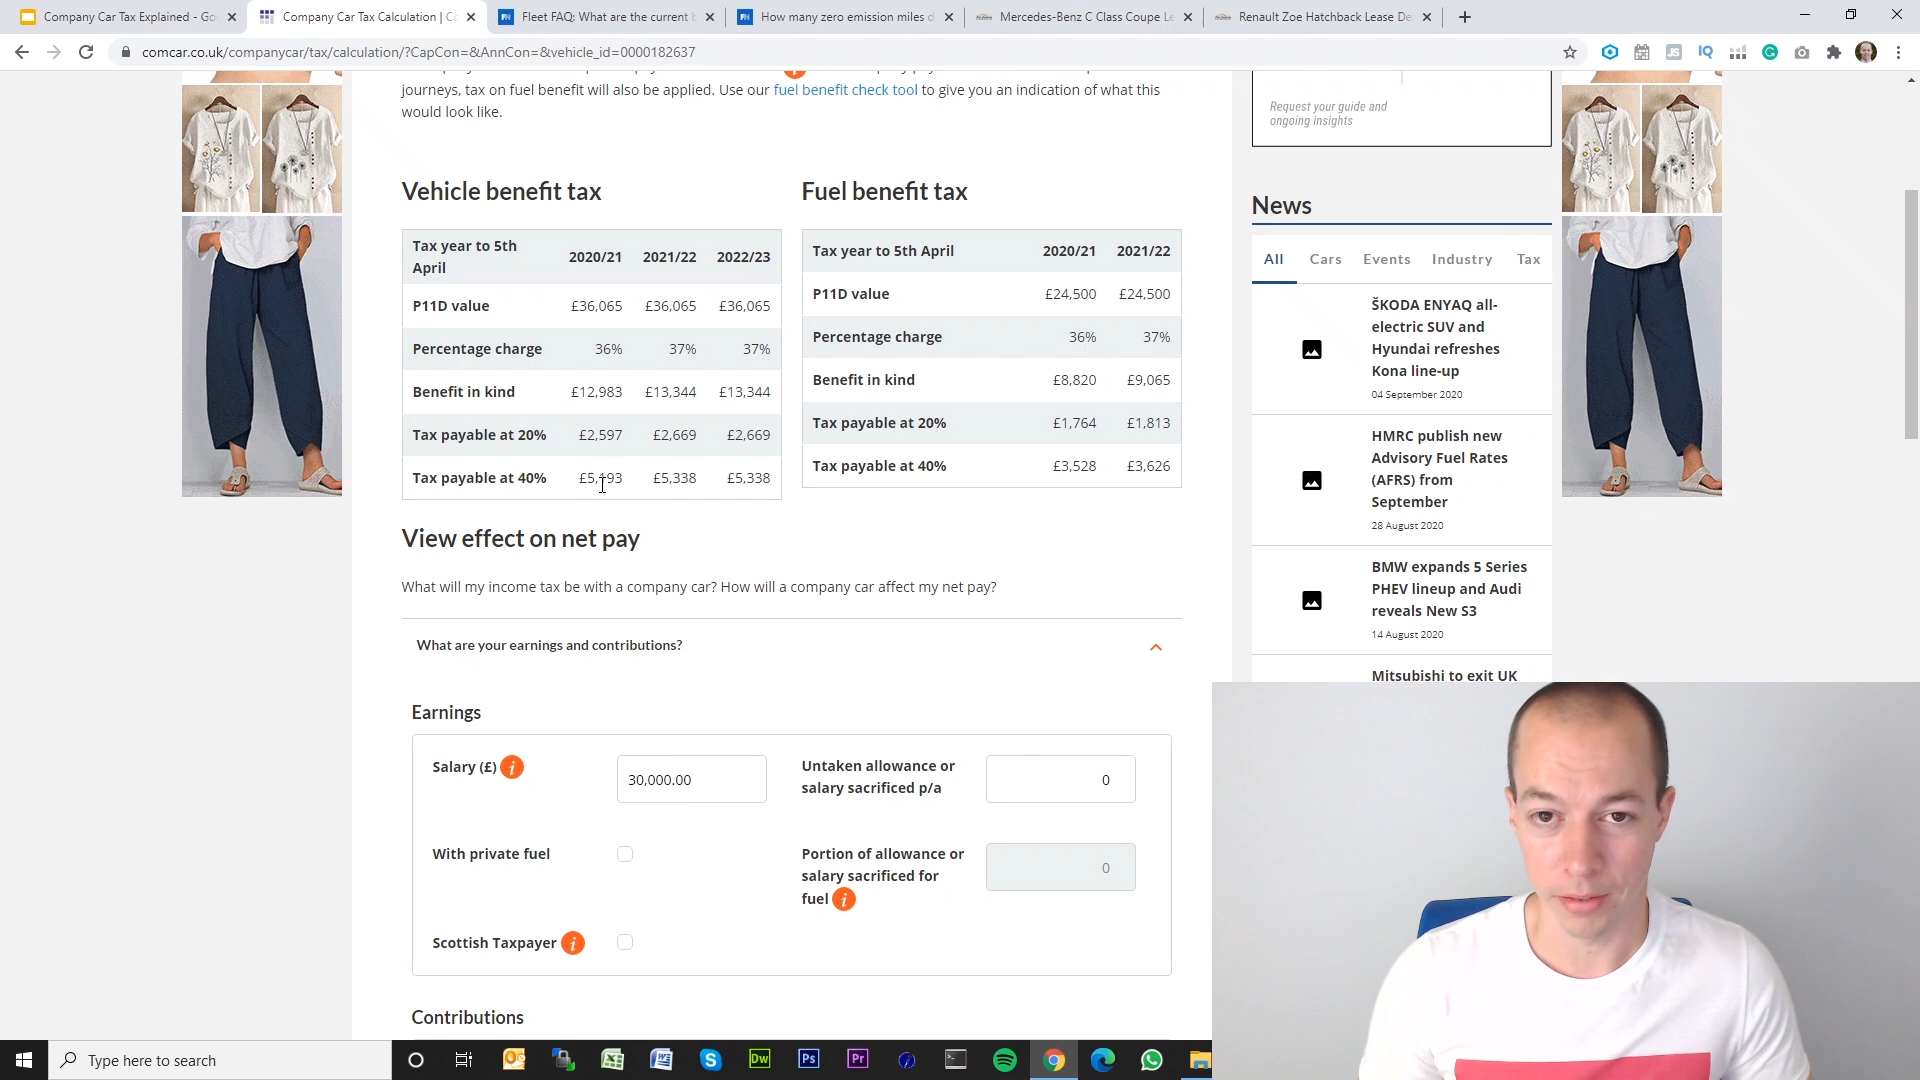 Company Car Tax Explained - Go
Company Car Tax Calculation | Co
Fleet FAQ: What are the current b
How many zero emission miles d
Mercedes-Benz C Class Coupe Le
Renault Zoe Hatchback Lease De
comcar.co.uk/companycar/tax/calculation/?CapCon=&AnnCon=&vehicle_id=0000182637
journeys, tax on fuel benefit will also be applied. Use our fuel benefit check tool to give you an indication of what this
would look like.
Request your guide and
ongoing insights
Vehicle benefit tax
Tax year to 5th April 2020/21 2021/22 2022/23
P11D value £36,065 £36,065 £36,065
Percentage charge 36% 37% 37%
Benefit in kind £12,983 £13,344 £13,344
Tax payable at 20% £2,597 £2,669 £2,669
Tax payable at 40% £5,193 £5,338 £5,338
Fuel benefit tax
Tax year to 5th April 2020/21 2021/22
P11D value £24,500 £24,500
Percentage charge 36% 37%
Benefit in kind £8,820 £9,065
Tax payable at 20% £1,764 £1,813
Tax payable at 40% £3,528 £3,626
News
All Cars Events Industry Tax
ŠKODA ENYAQ all-
electric SUV and
Hyundai refreshes
Kona line-up
04 September 2020
HMRC publish new
Advisory Fuel Rates
(AFRS) from
September
28 August 2020
BMW expands 5 Series
PHEV lineup and Audi
reveals New S3
14 August 2020
Mitsubishi to exit UK
View effect on net pay
What will my income tax be with a company car? How will a company car affect my net pay?
What are your earnings and contributions?
Earnings
Salary (£) i 30,000.00
Untaken allowance or
salary sacrificed p/a 0
With private fuel
Portion of allowance or
salary sacrificed for
fuel i 0
Scottish Taxpayer i
Contributions
Type here to search